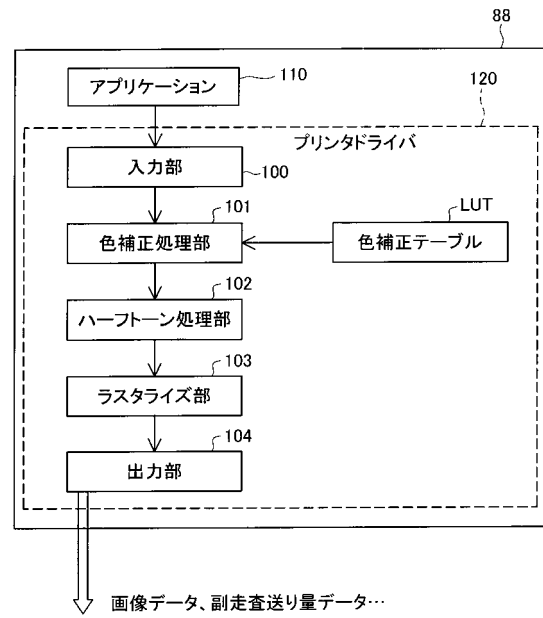 88
アプリケーション
110
120
プリンタドライバ
入力部
100
101
LUT
色補正処理部
色補正テーブル
102
ハーフトーン処理部
103
ラスタライズ部
104
出力部
画像データ、副走査送り量データ…